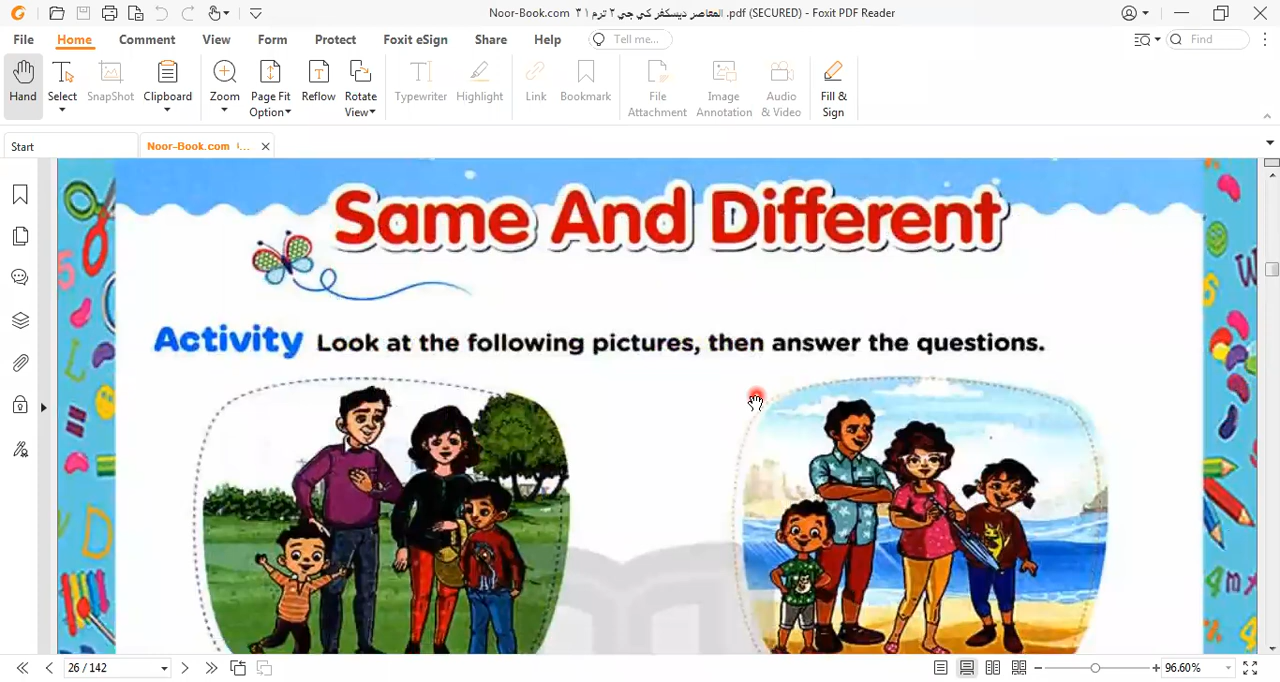 Noor-Book.com المعاصر ديسكفر كي جي ٢ ترم ١ ٣ .pdf (SECURED) - Foxit PDF Reader
File Home Comment View Form Protect Foxit eSign Share Help Tell me... Find
Hand Select SnapShot Clipboard Zoom Page Fit Option Reflow Rotate View Typewriter Highlight Link Bookmark File Attachment Image Annotation Audio & Video Fill & Sign
Start Noor-Book.com ...
Same And Different
Activity Look at the following pictures, then answer the questions.
26 / 142 96.60%